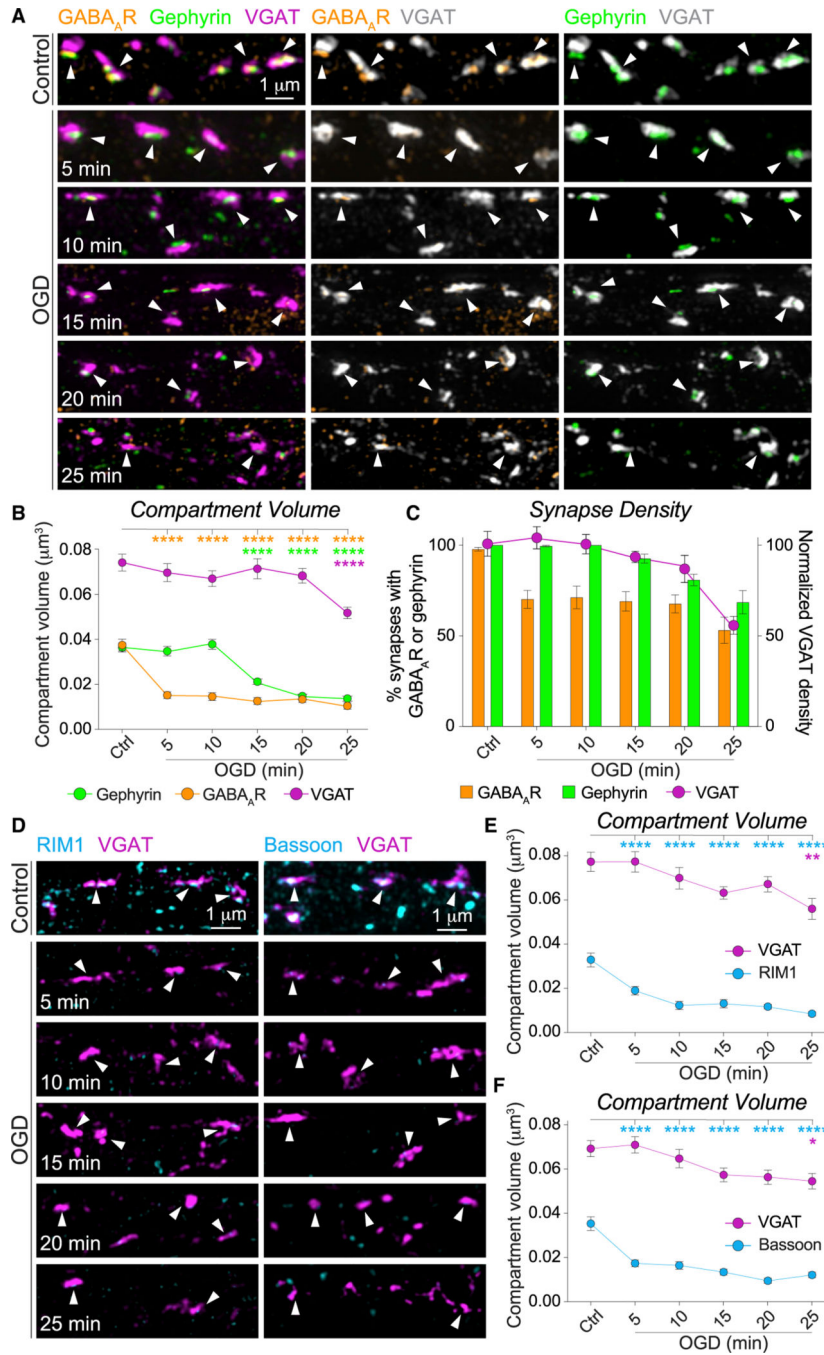 A
GABAAR Gephyrin VGAT
GABAAR VGAT
Gephyrin VGAT
Control
1 µm
OGD
5 min
10 min
15 min
20 min
25 min
B
Compartment Volume
**** **** **** **** ****
**** **** ****
****
Compartment volume (µm³)
0.08
0.06
0.04
0.02
0.00
Ctrl 5 10 15 20 25
OGD (min)
Gephyrin GABAAR VGAT
C
Synapse Density
% synapses with
GABAAR or gephyrin
100
50
0
Normalized VGAT
density
100
50
0
Ctrl 5 10 15 20 25
OGD (min)
GABAAR Gephyrin VGAT
D
RIM1 VGAT
Bassoon VGAT
Control
1 µm
1 µm
OGD
5 min
10 min
15 min
20 min
25 min
E
Compartment Volume
**** **** **** **** ****
**
Compartment volume (µm³)
0.08
0.06
0.04
0.02
0.00
VGAT
RIM1
Ctrl 5 10 15 20 25
OGD (min)
F
Compartment Volume
**** **** **** **** ****
*
Compartment volume (µm³)
0.08
0.06
0.04
0.02
0.00
VGAT
Bassoon
Ctrl 5 10 15 20 25
OGD (min)